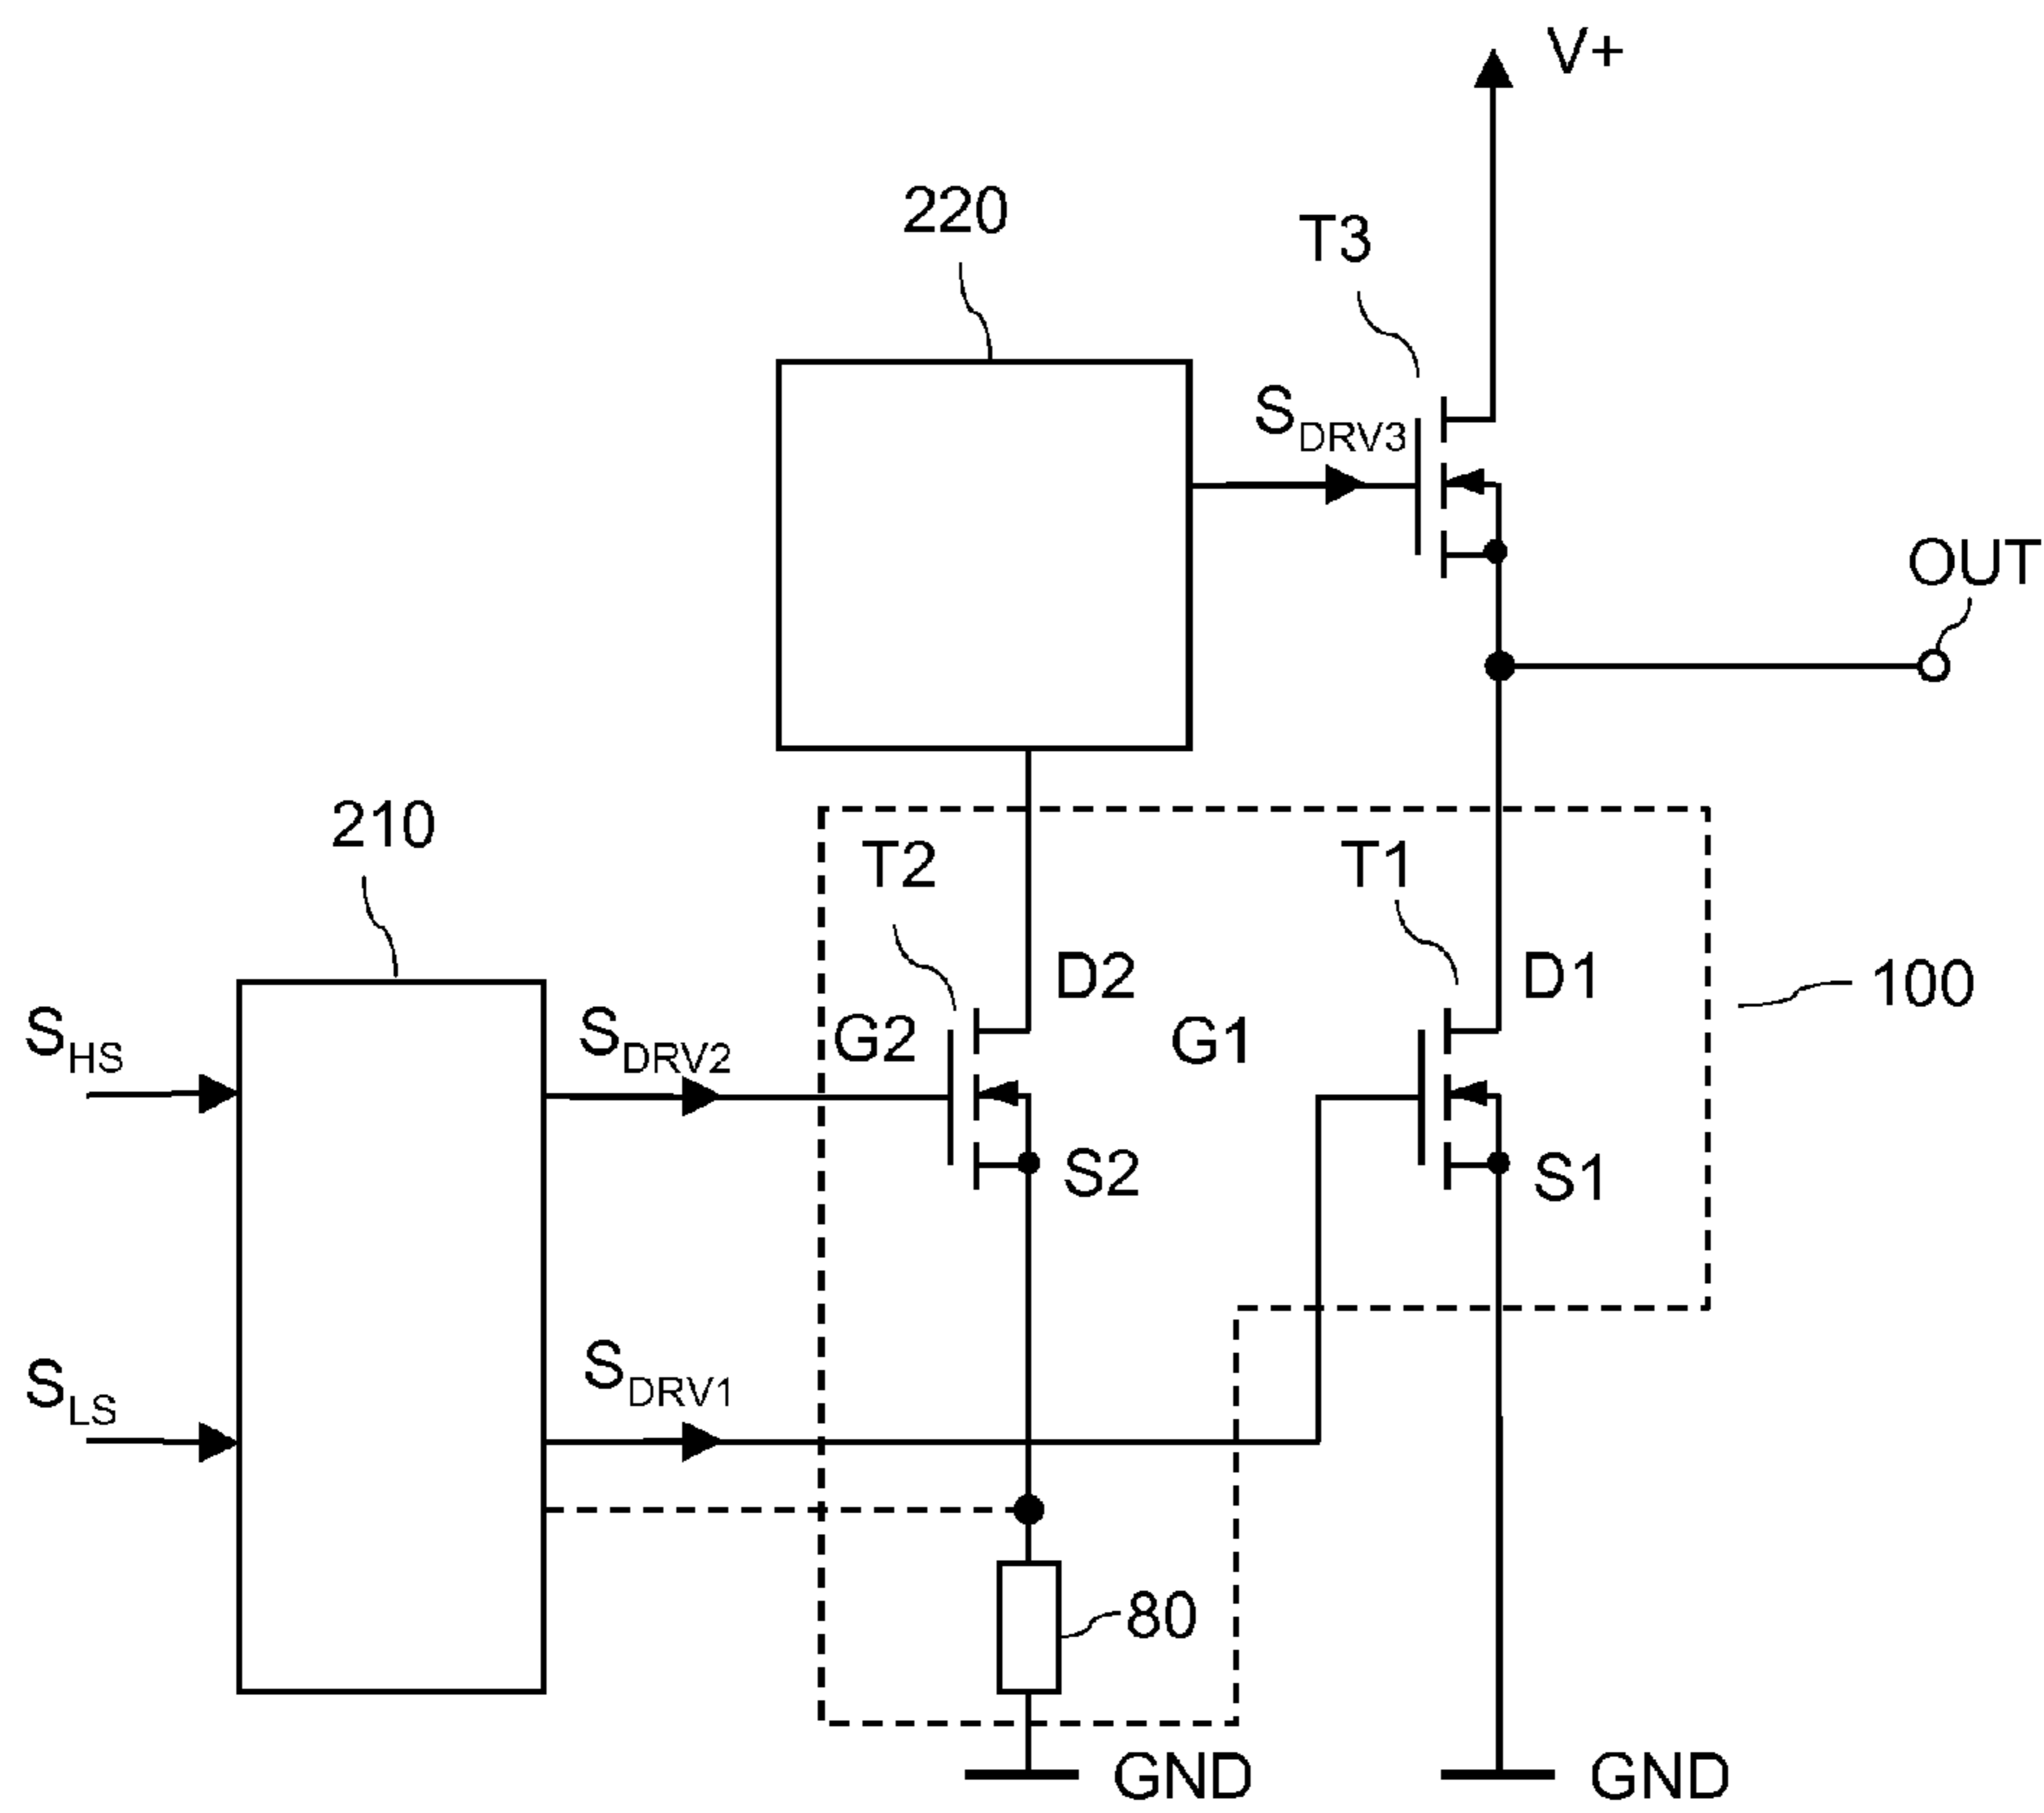 V+
220
T3
SDRV3
OUT
210
T2
T1
D2
D1
100
SHS
SDRV2
G2
G1
S2
S1
SLS
SDRV1
80
GND
GND